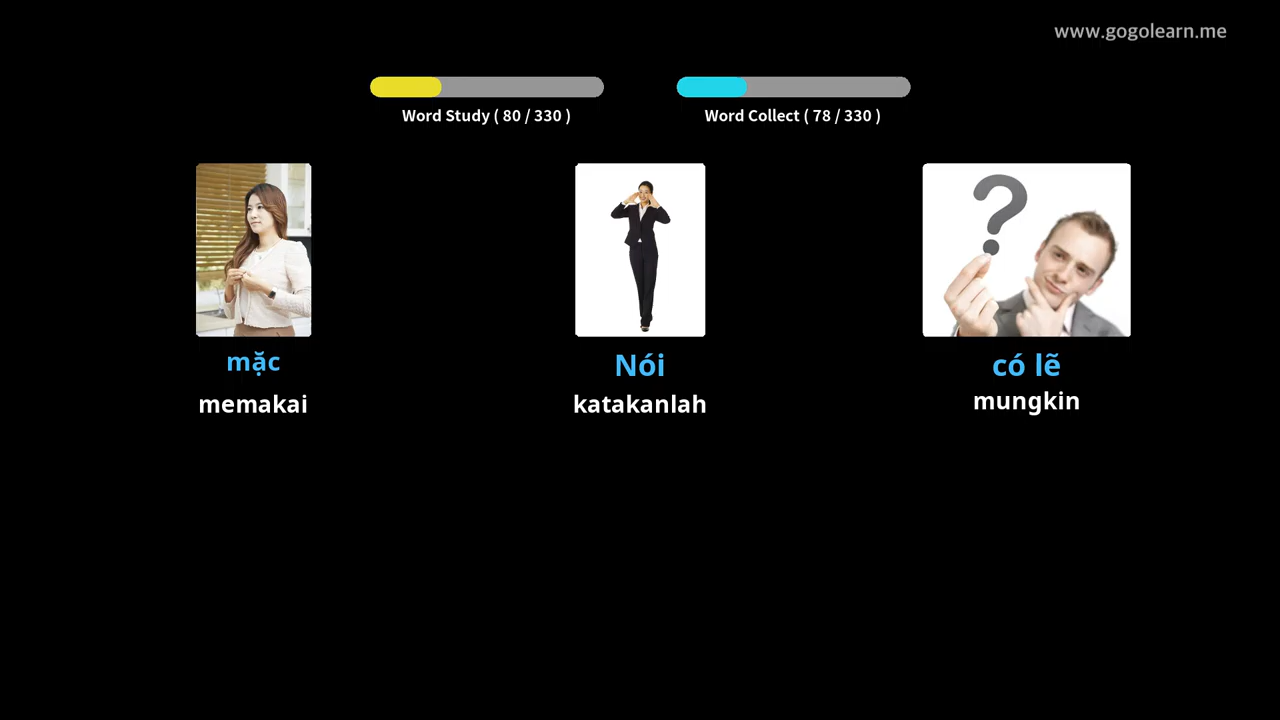 www.gogolearn.me
Word Study ( 80 / 330 )
Word Collect ( 78 / 330 )
mặc
memakai
Nói
katakanlah
có lẽ
mungkin